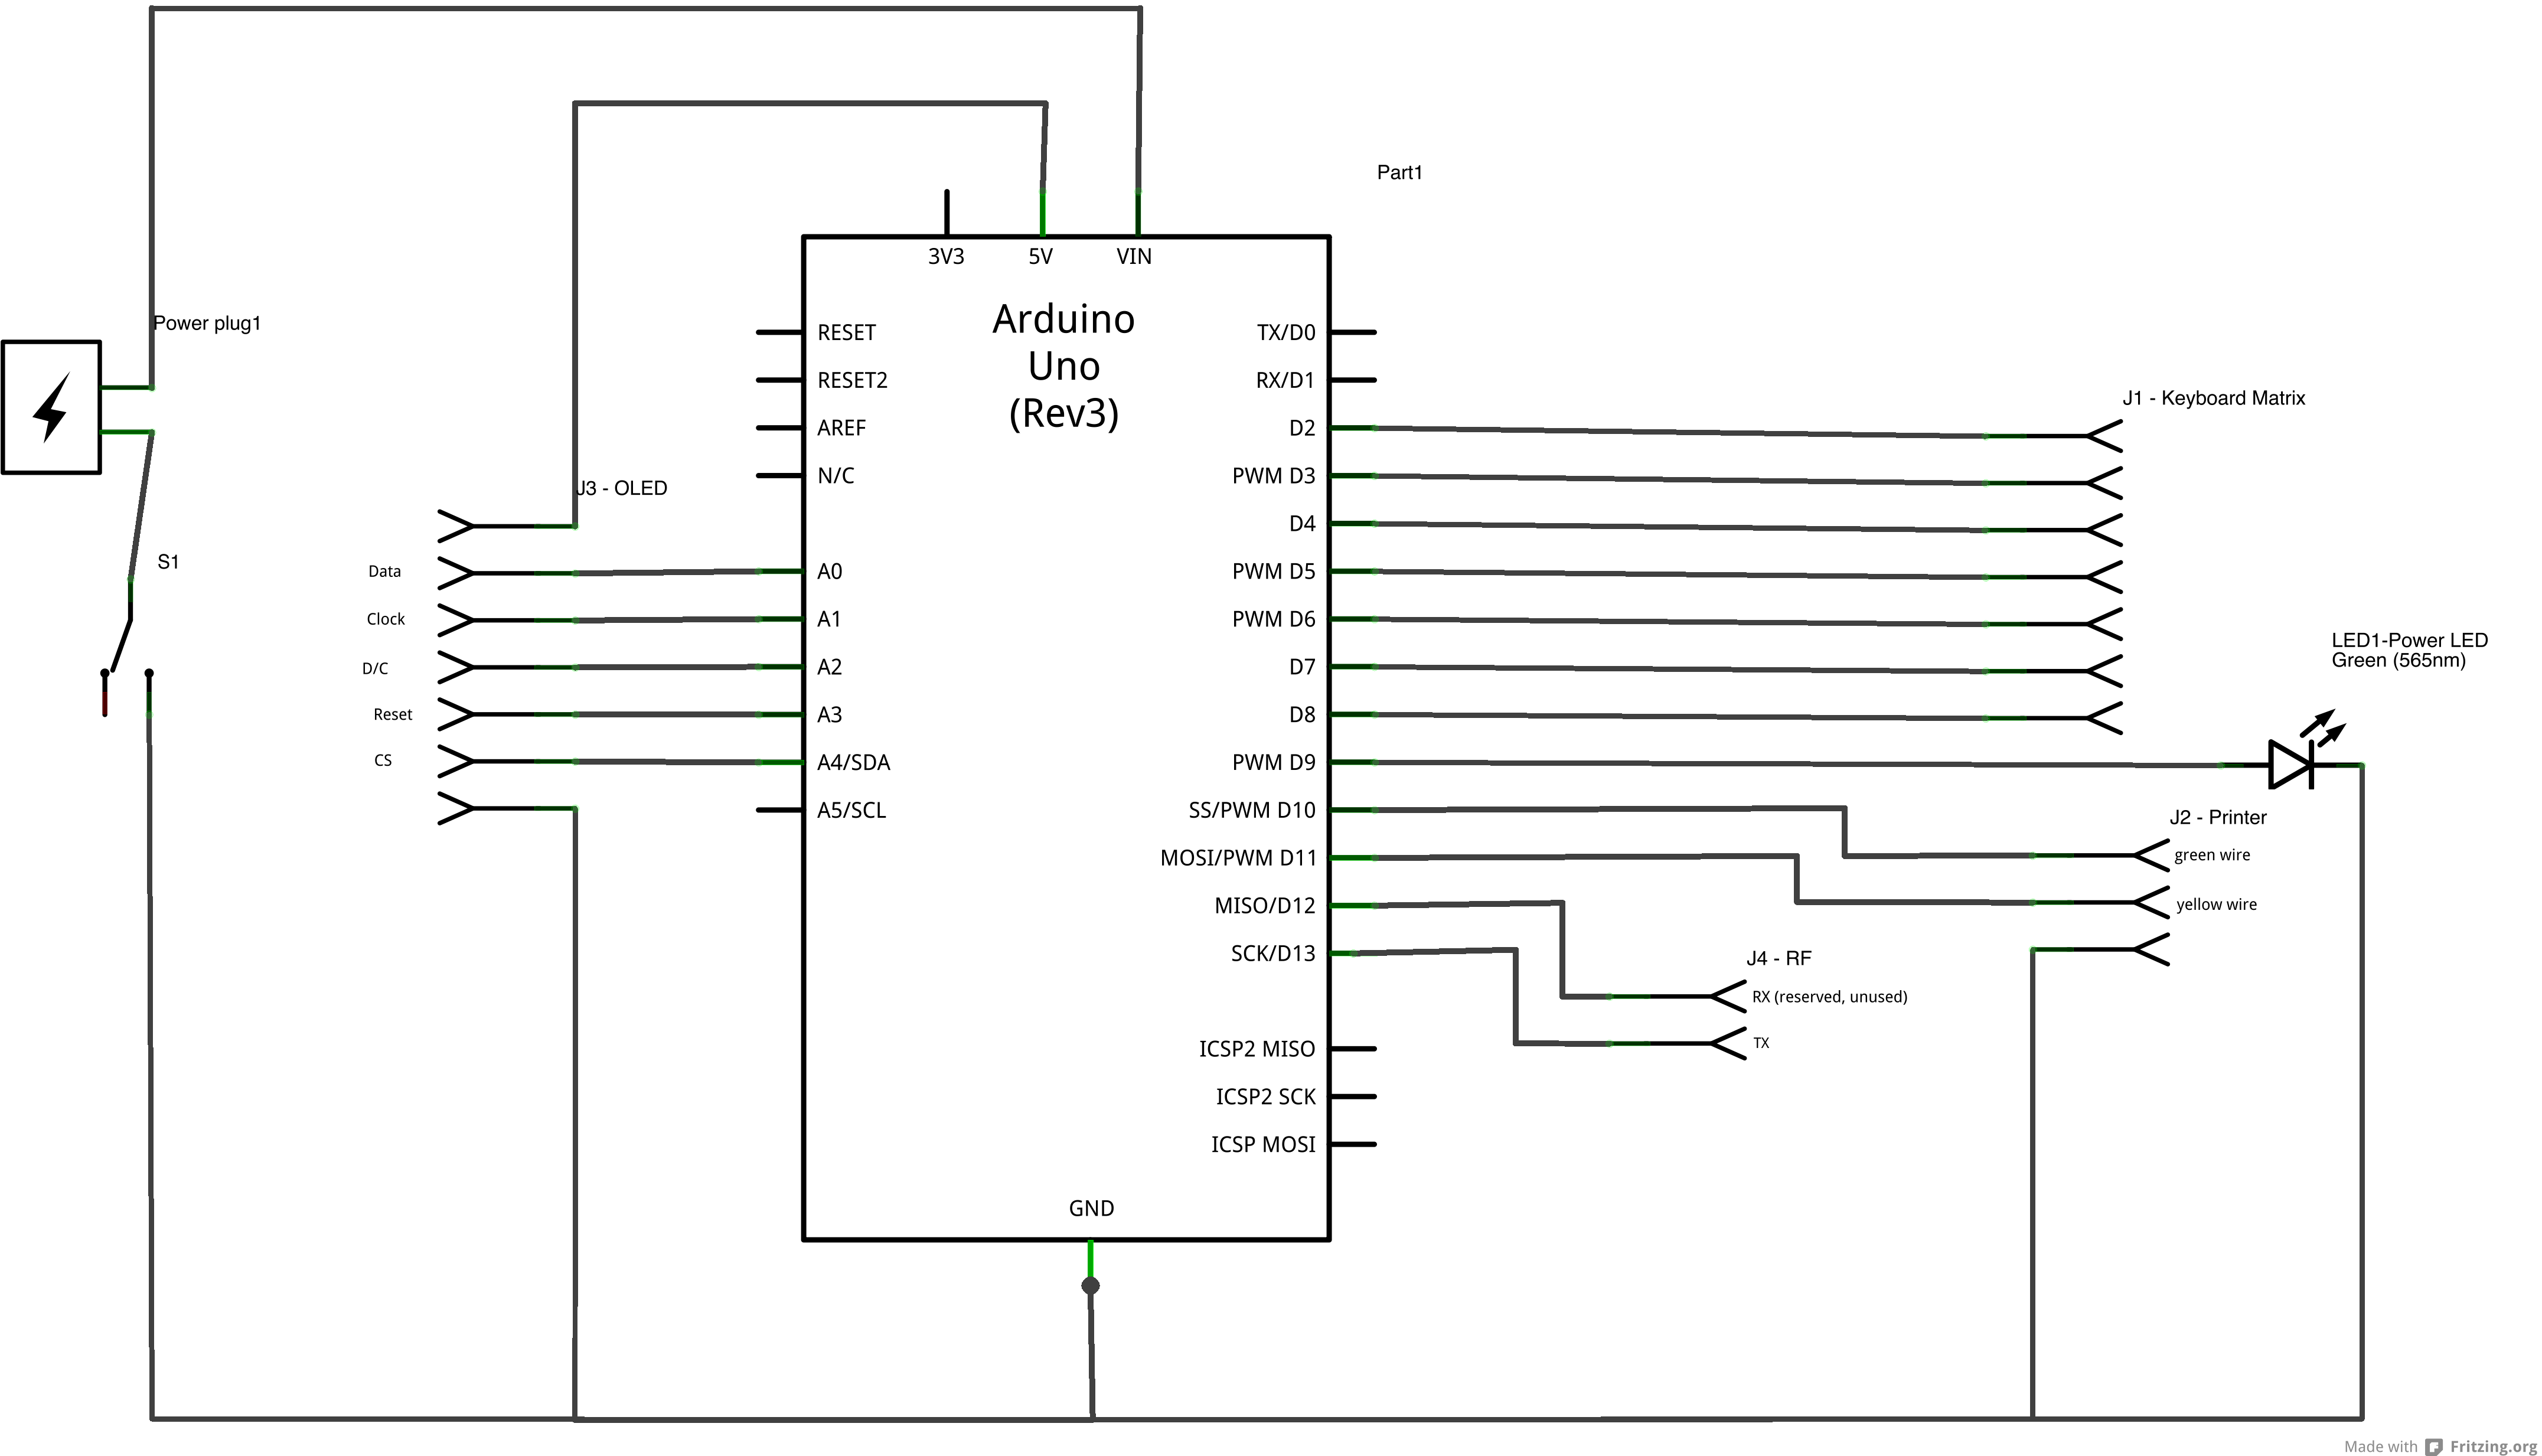 Part1
3V3
5V
VIN
Arduino
Uno
(Rev3)
Power plug1
RESET
TX/D0
RESET2
RX/D1
J1 - Keyboard Matrix
AREF
D2
N/C
PWM D3
J3 - OLED
D4
S1
Data
A0
PWM D5
Clock
A1
PWM D6
LED1-Power LED
Green (565nm)
D/C
A2
D7
Reset
A3
D8
CS
A4/SDA
PWM D9
A5/SCL
SS/PWM D10
J2 - Printer
MOSI/PWM D11
green wire
MISO/D12
yellow wire
SCK/D13
J4 - RF
RX (reserved, unused)
TX
ICSP2 MISO
ICSP2 SCK
ICSP MOSI
GND
Made with Fritzing.org